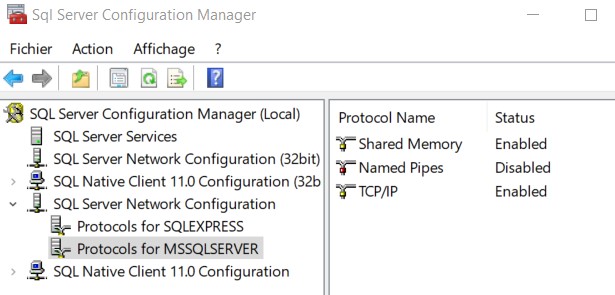 Sql Server Configuration Manager
Fichier Action Affichage ?
SQL Server Configuration Manager (Local)
SQL Server Services
SQL Server Network Configuration (32bit)
SQL Native Client 11.0 Configuration (32b
SQL Server Network Configuration
Protocols for SQLEXPRESS
Protocols for MSSQLSERVER
SQL Native Client 11.0 Configuration
Protocol Name Status
Shared Memory Enabled
Named Pipes Disabled
TCP/IP Enabled